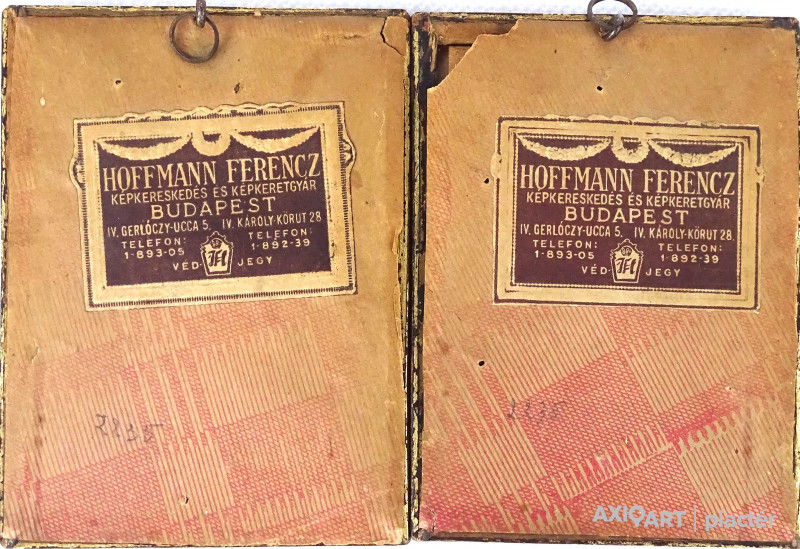 HOFFMANN FERENCZ
KÉPKERESKEDÉS ÉS KÉPKERETGYÁR
BUDAPEST
IV. GERLÓCZY-UCCA 5. IV. KÁROLY-KÖRUT 28
TELEFON: TELEFON:
1-893-05 1-892-39
VÉD JEGY
2235
HOFFMANN FERENCZ
KÉPKERESKEDÉS ÉS KÉPKERETGYÁR
BUDAPEST
IV. GERLÓCZY-UCCA 5. IV. KÁROLY-KÖRUT 28.
TELEFON: TELEFON:
1-893-05 1-892-39
VÉD JEGY
2235
AXIOART | piactér